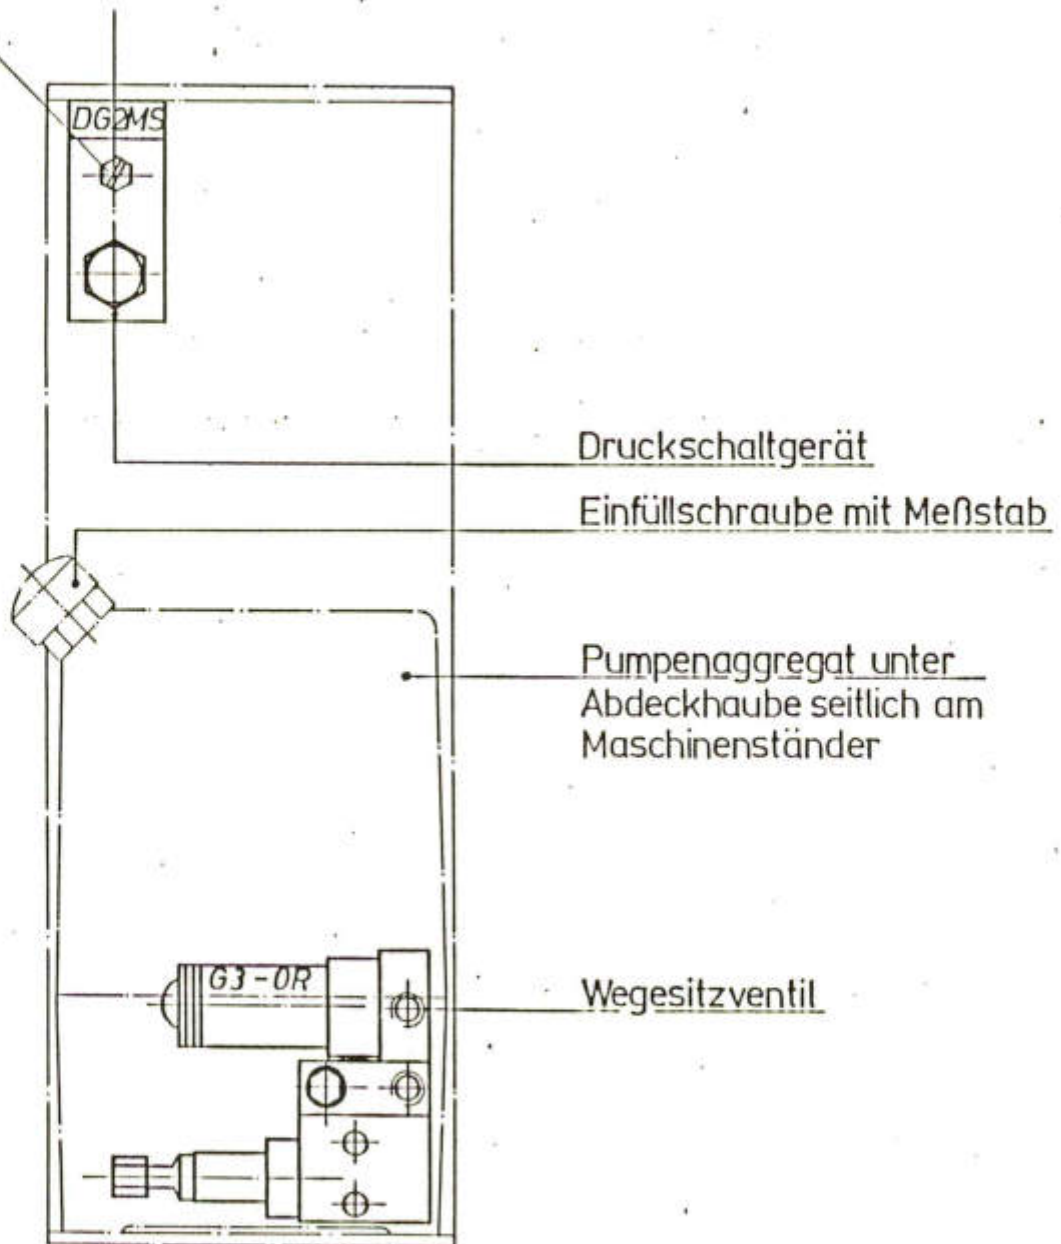 DG2MS
Druckschaltgerät
Einfüllschraube mit Meßstab
Pumpenaggregat unter
Abdeckhaube seitlich am
Maschinenständer
G3-0R
Wegesitzventil